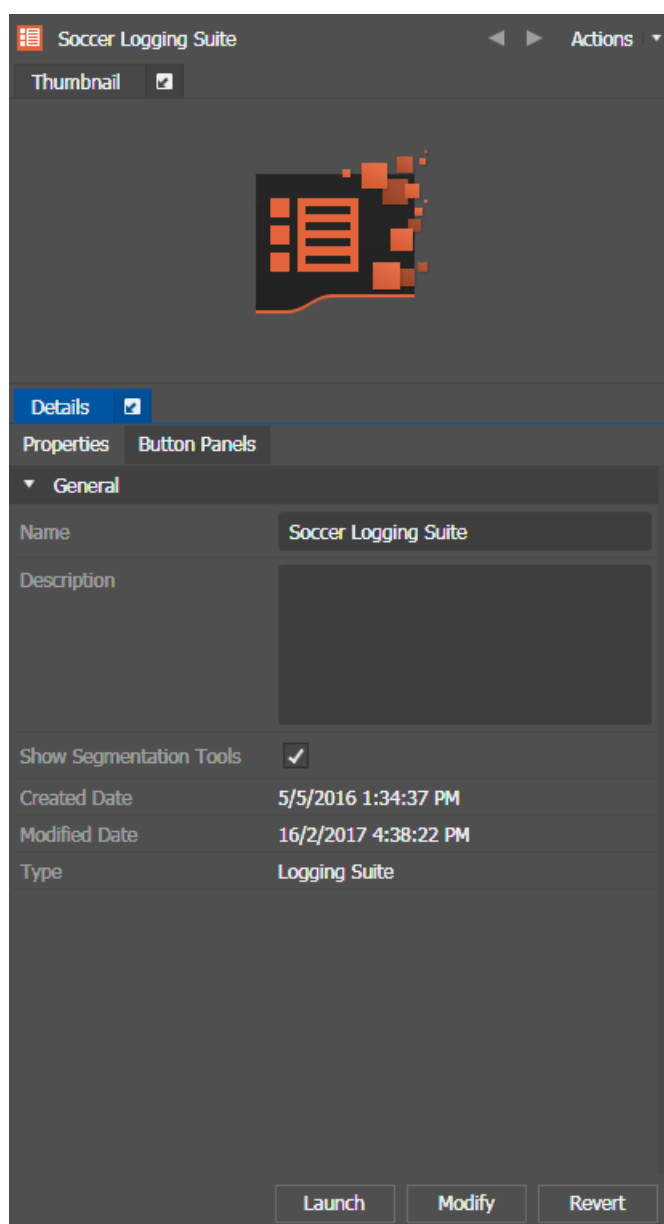 Soccer Logging Suite Actions
Thumbnail
Details
Properties Button Panels
General
Name Soccer Logging Suite
Description
Show Segmentation Tools
Created Date 5/5/2016 1:34:37 PM
Modified Date 16/2/2017 4:38:22 PM
Type Logging Suite
Launch Modify Revert